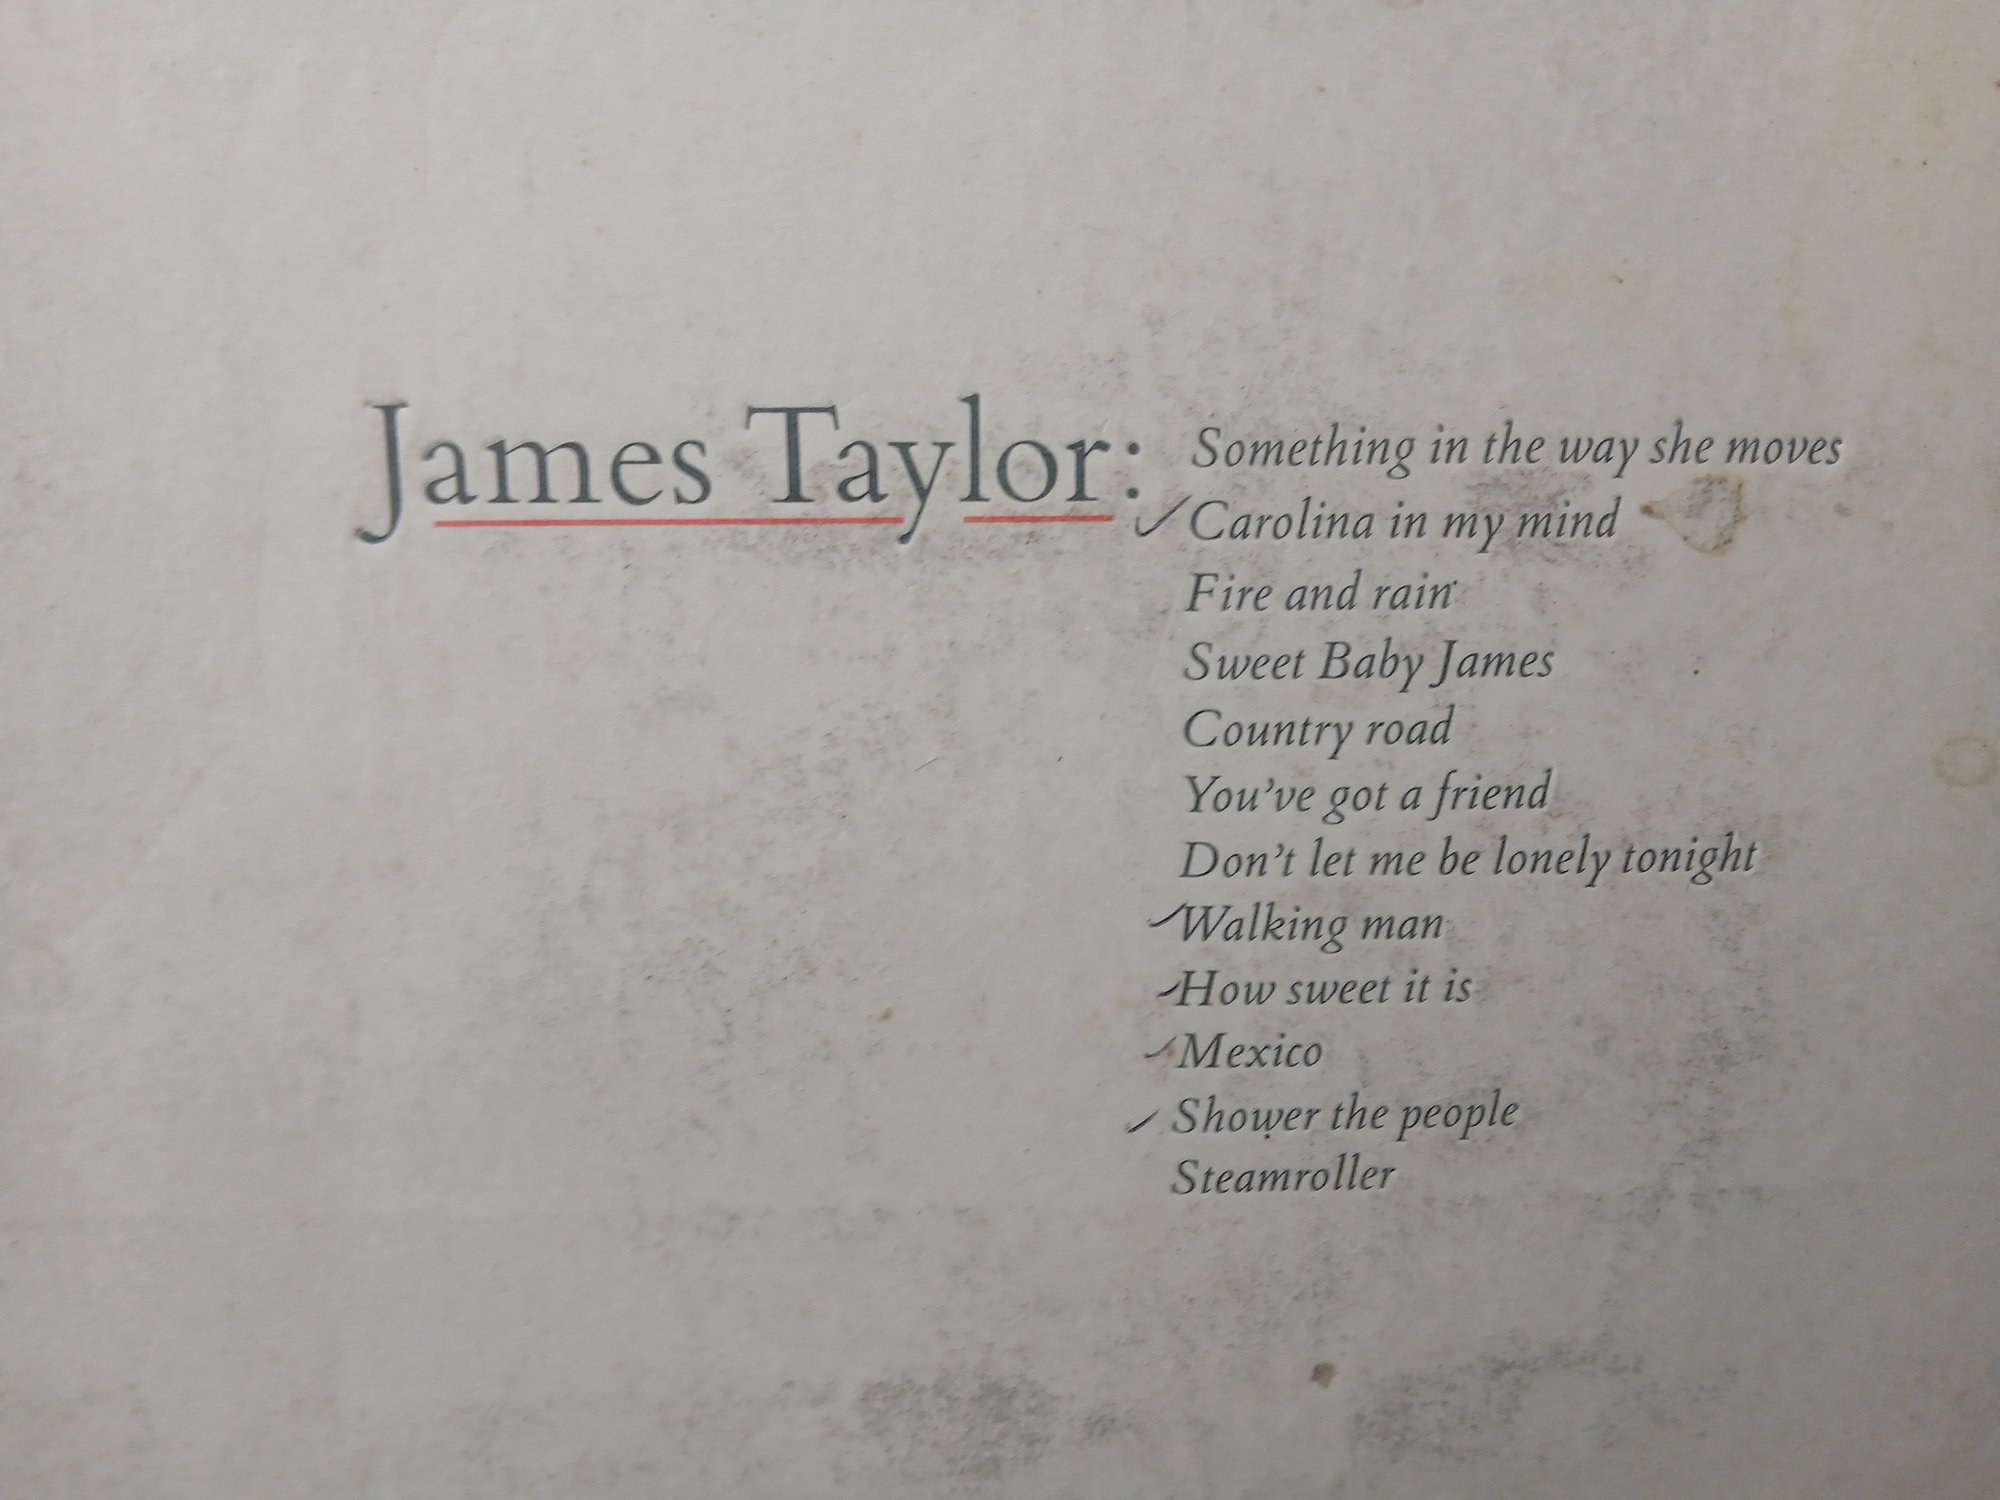 James Taylor:
Something in the way she moves
✓ Carolina in my mind
Fire and rain
Sweet Baby James
Country road
You've got a friend
Don't let me be lonely tonight
✓ Walking man
✓ How sweet it is
✓ Mexico
✓ Shower the people
Steamroller